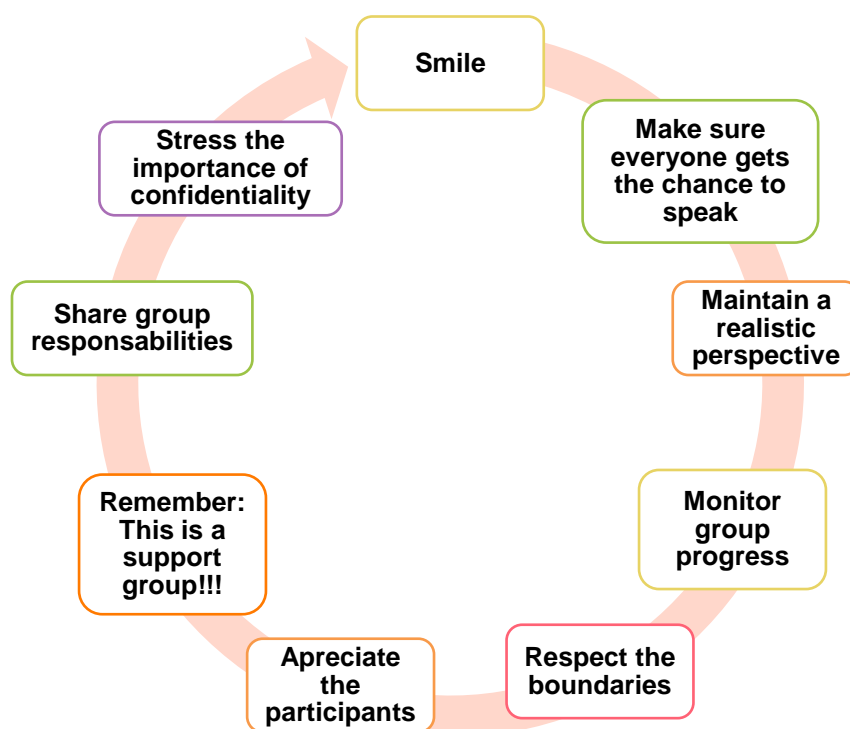 Smile
Make sure
everyone gets
the chance to
speak
Maintain a
realistic
perspective
Monitor
group
progress
Respect the
boundaries
Apreciate
the
participants
Remember:
This is a
support
group!!!
Share group
responsabilities
Stress the
importance of
confidentiality